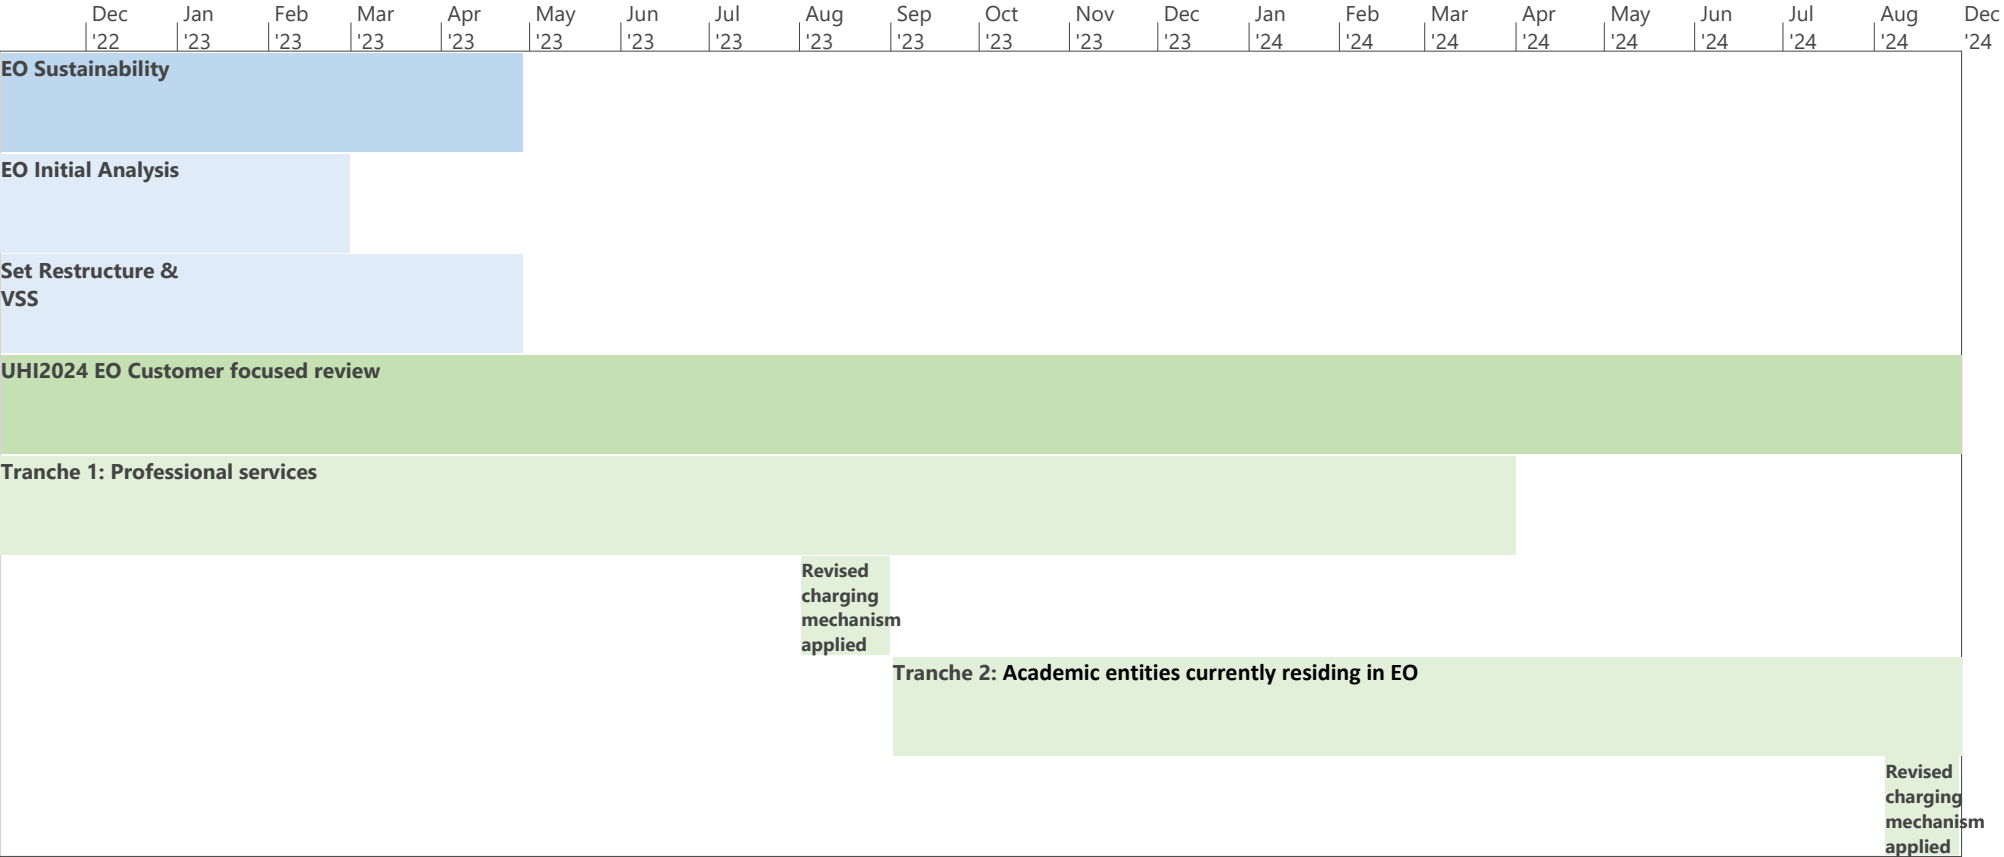 Dec Jan Feb Mar Apr May Jun Jul Aug Sep Oct Nov Dec Jan Feb Mar Apr May Jun Jul Aug Dec
'22 '23 '23 '23 '23 '23 '23 '23 '23 '23 '23 '23 '23 '24 '24 '24 '24 '24 '24 '24 '24 '24
EO Sustainability
EO Initial Analysis
Set Restructure &
VSS
UHI2024 EO Customer focused review
Tranche 1: Professional services
Revised
charging
mechanism
applied
Tranche 2: Academic entities currently residing in EO
Revised
charging
mechanism
applied